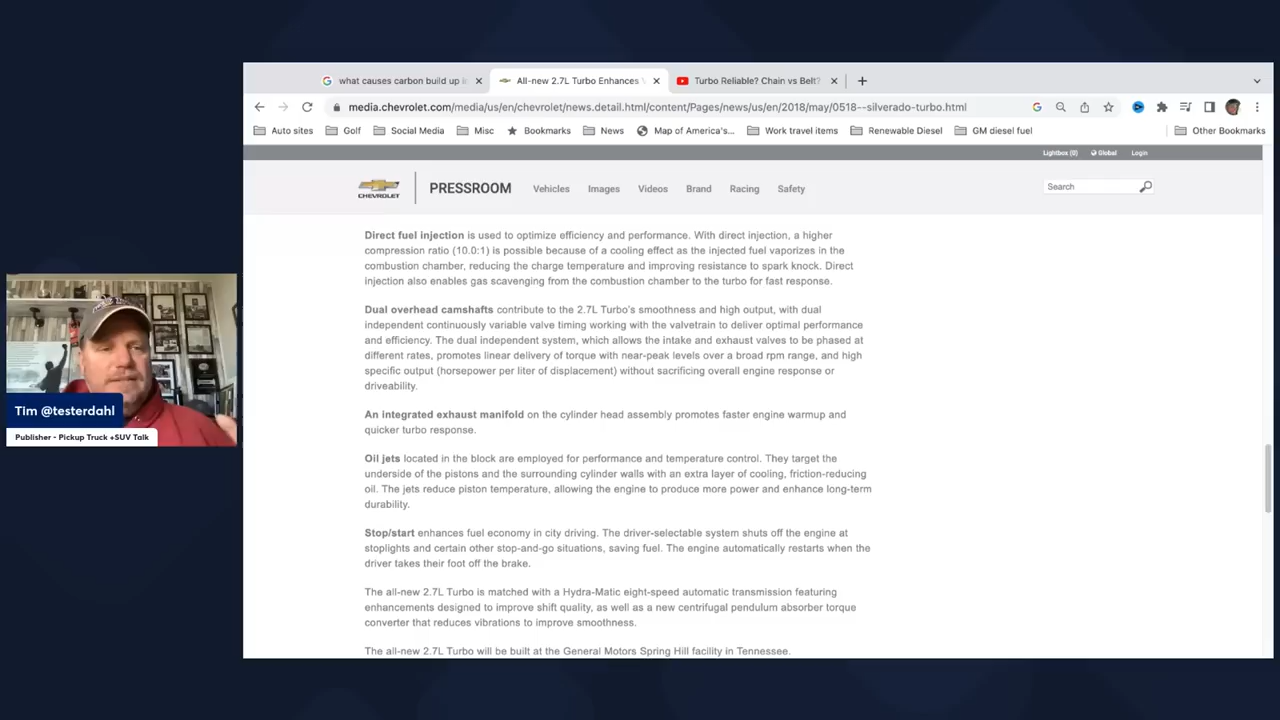 what causes carbon build up i
All-new 2.7L Turbo Enhances
Turbo Reliable? Chain vs Belt?
media.chevrolet.com/media/us/en/chevrolet/news.detail.html/content/Pages/news/us/en/2018/may/0518--silverado-turbo.html
Auto sites
Golf
Social Media
Misc
Bookmarks
News
Map of America's...
Work travel items
Renewable Diesel
GM diesel fuel
Other Bookmarks
Lightbox (0)
Global
Login
CHEVROLET
PRESSROOM
Vehicles
Images
Videos
Brand
Racing
Safety
Search
Direct fuel injection is used to optimize efficiency and performance. With direct injection, a higher
compression ratio (10.0:1) is possible because of a cooling effect as the injected fuel vaporizes in the
combustion chamber, reducing the charge temperature and improving resistance to spark knock. Direct
injection also enables gas scavenging from the combustion chamber to the turbo for fast response.
Dual overhead camshafts contribute to the 2.7L Turbo's smoothness and high output, with dual
independent continuously variable valve timing working with the valvetrain to deliver optimal performance
and efficiency. The dual independent system, which allows the intake and exhaust valves to be phased at
different rates, promotes linear delivery of torque with near-peak levels over a broad rpm range, and high
specific output (horsepower per liter of displacement) without sacrificing overall engine response or
driveability.
An integrated exhaust manifold on the cylinder head assembly promotes faster engine warmup and
quicker turbo response.
Oil jets located in the block are employed for performance and temperature control. They target the
underside of the pistons and the surrounding cylinder walls with an extra layer of cooling, friction-reducing
oil. The jets reduce piston temperature, allowing the engine to produce more power and enhance long-term
durability.
Stop/start enhances fuel economy in city driving. The driver-selectable system shuts off the engine at
stoplights and certain other stop-and-go situations, saving fuel. The engine automatically restarts when the
driver takes their foot off the brake.
The all-new 2.7L Turbo is matched with a Hydra-Matic eight-speed automatic transmission featuring
enhancements designed to improve shift quality, as well as a new centrifugal pendulum absorber torque
converter that reduces vibrations to improve smoothness.
The all-new 2.7L Turbo will be built at the General Motors Spring Hill facility in Tennessee.
Tim @testerdahl
Publisher - Pickup Truck +SUV Talk